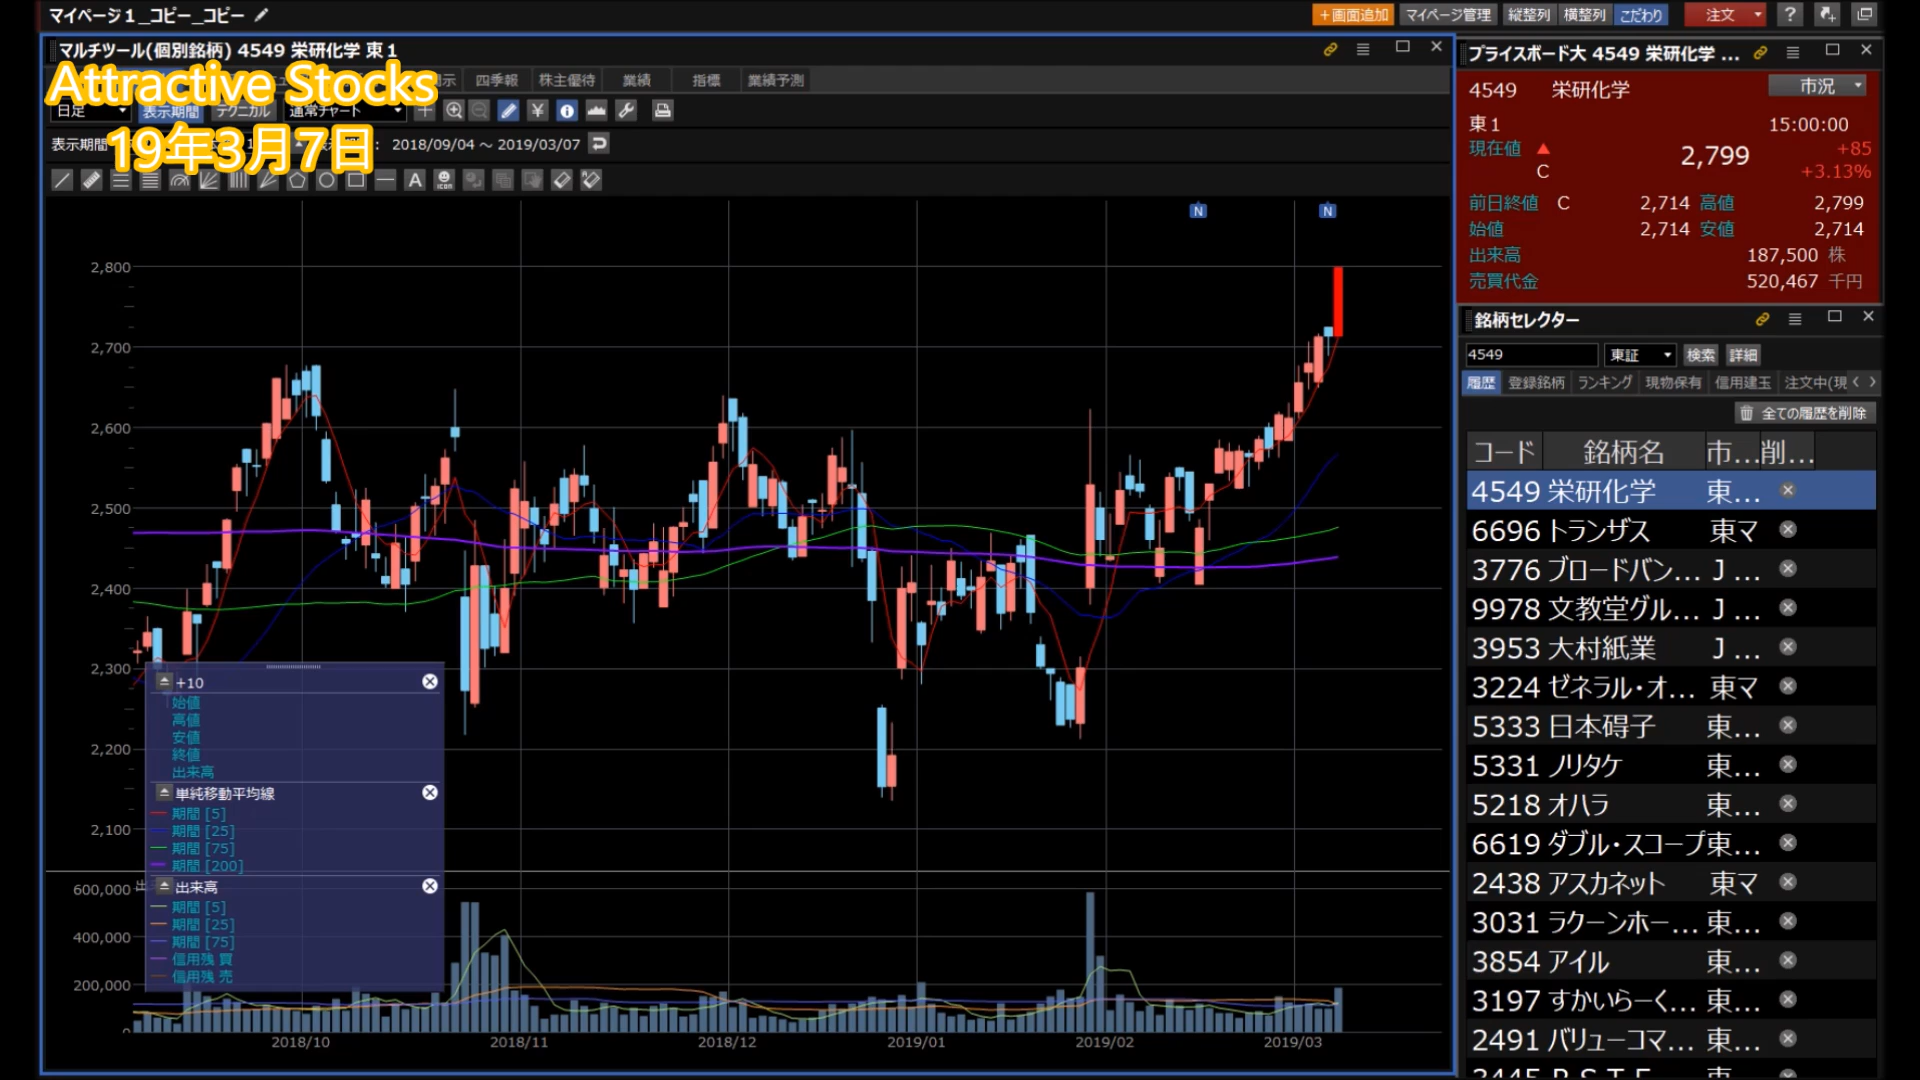 マイページ１_コピー_コピー
＋画面追加 マイページ管理 縦整列 横整列 こだわり 注文 ?
マルチツール(個別銘柄) 4549 栄研化学 東１
Attractive Stocks
四季報 株主優待 業績 指標 業績予測
日足 表示期間 テクニカル 通常チャート
19年3月7日
表示期間 : 2018/09/04 ～ 2019/03/07
N N
2,800
2,700
2,600
2,500
2,400
2,300
2,200
2,100
600,000
400,000
200,000
0
+10
始値
高値
安値
終値
出来高
単純移動平均線
期間 [5]
期間 [25]
期間 [75]
期間 [200]
出来高
期間 [5]
期間 [25]
期間 [75]
信用残 買
信用残 売
2018/10 2018/11 2018/12 2019/01 2019/02 2019/03
プライスボード大 4549 栄研化学 ...
4549 栄研化学 市況
東１ 15:00:00
現在値 ▲ 2,799 +85
C +3.13%
前日終値 C 2,714 高値 2,799
始値 2,714 安値 2,714
出来高 187,500 株
売買代金 520,467 千円
銘柄セレクター
4549 東証 検索 詳細
履歴 登録銘柄 ランキング 現物保有 信用建玉 注文中(現
全ての履歴を削除
コード 銘柄名 市... 削...
4549 栄研化学 東...
6696 トランザス 東マ
3776 ブロードバン... Ｊ...
9978 文教堂グル... Ｊ...
3953 大村紙業 Ｊ...
3224 ゼネラル・オ... 東マ
5333 日本碍子 東...
5331 ノリタケ 東...
5218 オハラ 東...
6619 ダブル・スコープ 東...
2438 アスカネット 東マ
3031 ラクーンホー... 東...
3854 アイル 東...
3197 すかいらーく... 東...
2491 バリューコマ... 東...
3445 ＲＳＴＦ 東